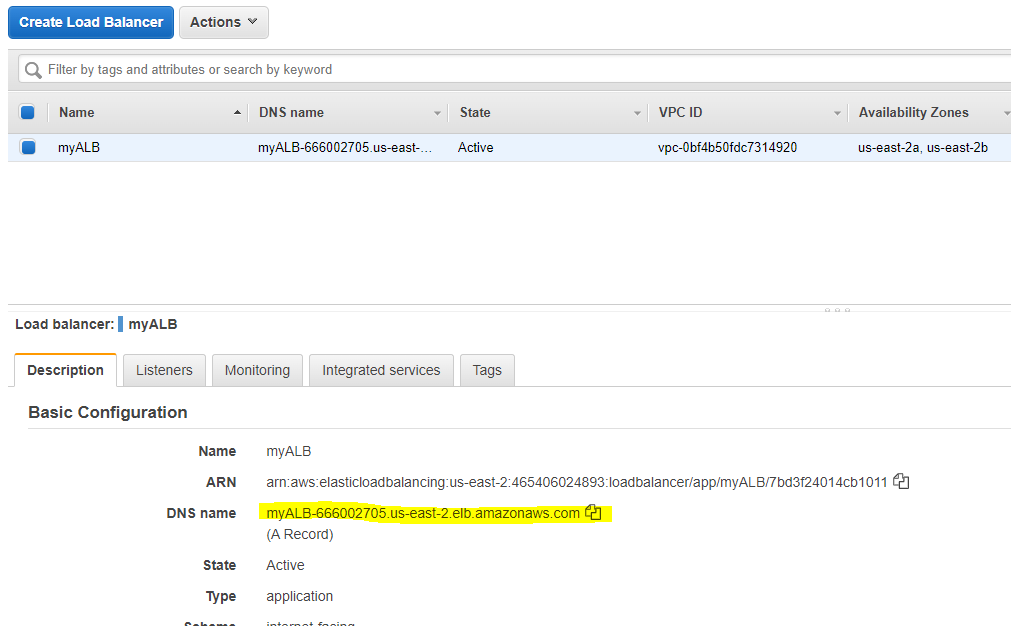 Create Load Balancer Actions
Filter by tags and attributes or search by keyword
Name DNS name State VPC ID Availability Zones
myALB myALB-666002705.us-east-... Active vpc-0bf4b50fdc7314920 us-east-2a, us-east-2b
Load balancer: myALB
Description Listeners Monitoring Integrated services Tags
Basic Configuration
Name myALB
ARN arn:aws:elasticloadbalancing:us-east-2:465406024893:loadbalancer/app/myALB/7bd3f24014cb1011
DNS name myALB-666002705.us-east-2.elb.amazonaws.com
(A Record)
State Active
Type application
Scheme internet-facing